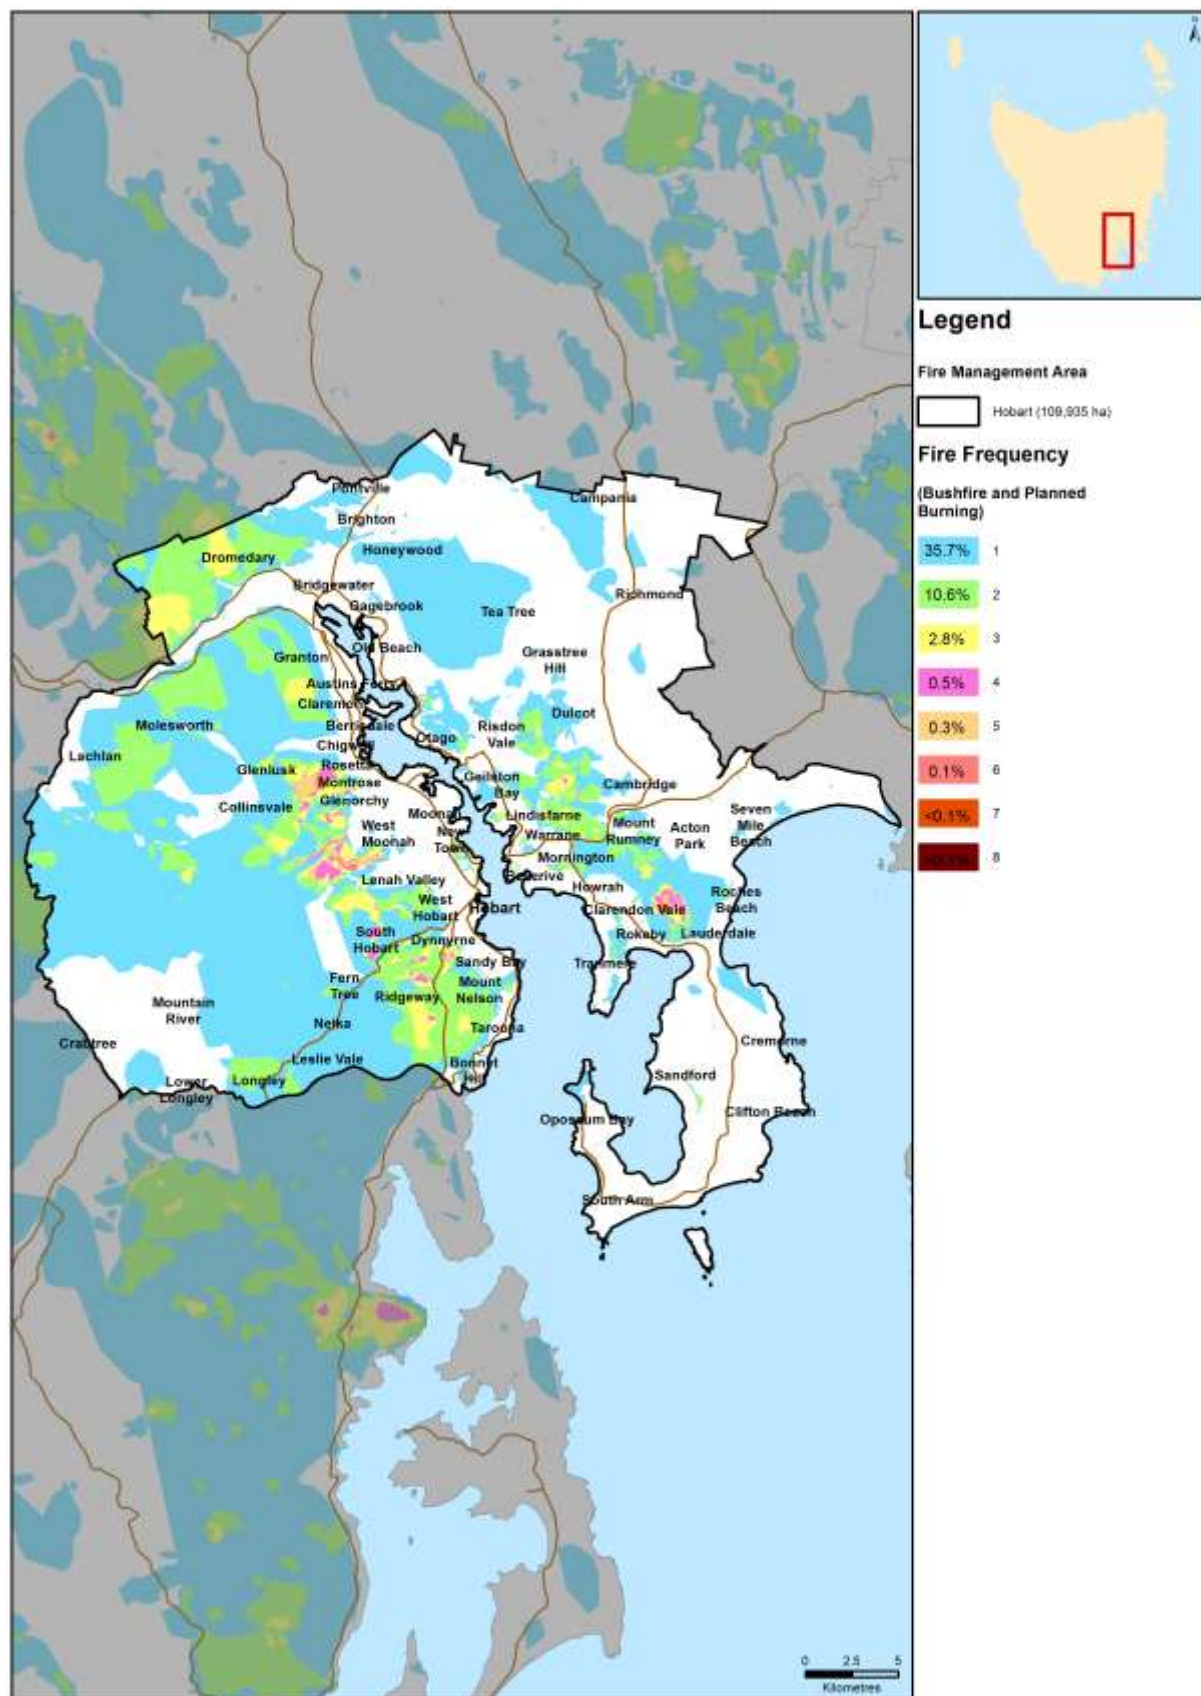 N
Legend
Fire Management Area
Hobart (109,935 ha)
Fire Frequency
(Bushfire and Planned
Burning)
35.7% 1
10.6% 2
2.8% 3
0.5% 4
0.3% 5
0.1% 6
<0.1% 7
<0.1% 8
Pontville
Campania
Brighton
Honeywood
Dromedary
Bridgewater
Richmond
Gagebrook
Tea Tree
Old Beach
Grasstree
Hill
Granton
Austins Ferry
Claremont
Dulcot
Molesworth
Berriedale
Risdon
Vale
Otago
Chigwell
Lachlan
Rosetta
Glenlusk
Montrose
Geilston
Bay
Cambridge
Collinsvale
Glenorchy
Moonah
Lindisfarne
Seven
Mile
Beach
West
Moonah
New
Town
Warrane
Mount
Rumney
Acton
Park
Mornington
Lenah Valley
Bellerive
Howrah
West
Hobart
Hobart
Roches
Beach
Clarendon Vale
South
Hobart
Dynnyrne
Rokeby
Lauderdale
Sandy Bay
Tranmere
Fern
Tree
Ridgeway
Mount
Nelson
Mountain
River
Neika
Taroona
Crabtree
Cremorne
Leslie Vale
Bonnet
Hill
Sandford
Lower
Longley
Longley
Opossum Bay
Clifton Beach
South Arm
0 2.5 5
Kilometres